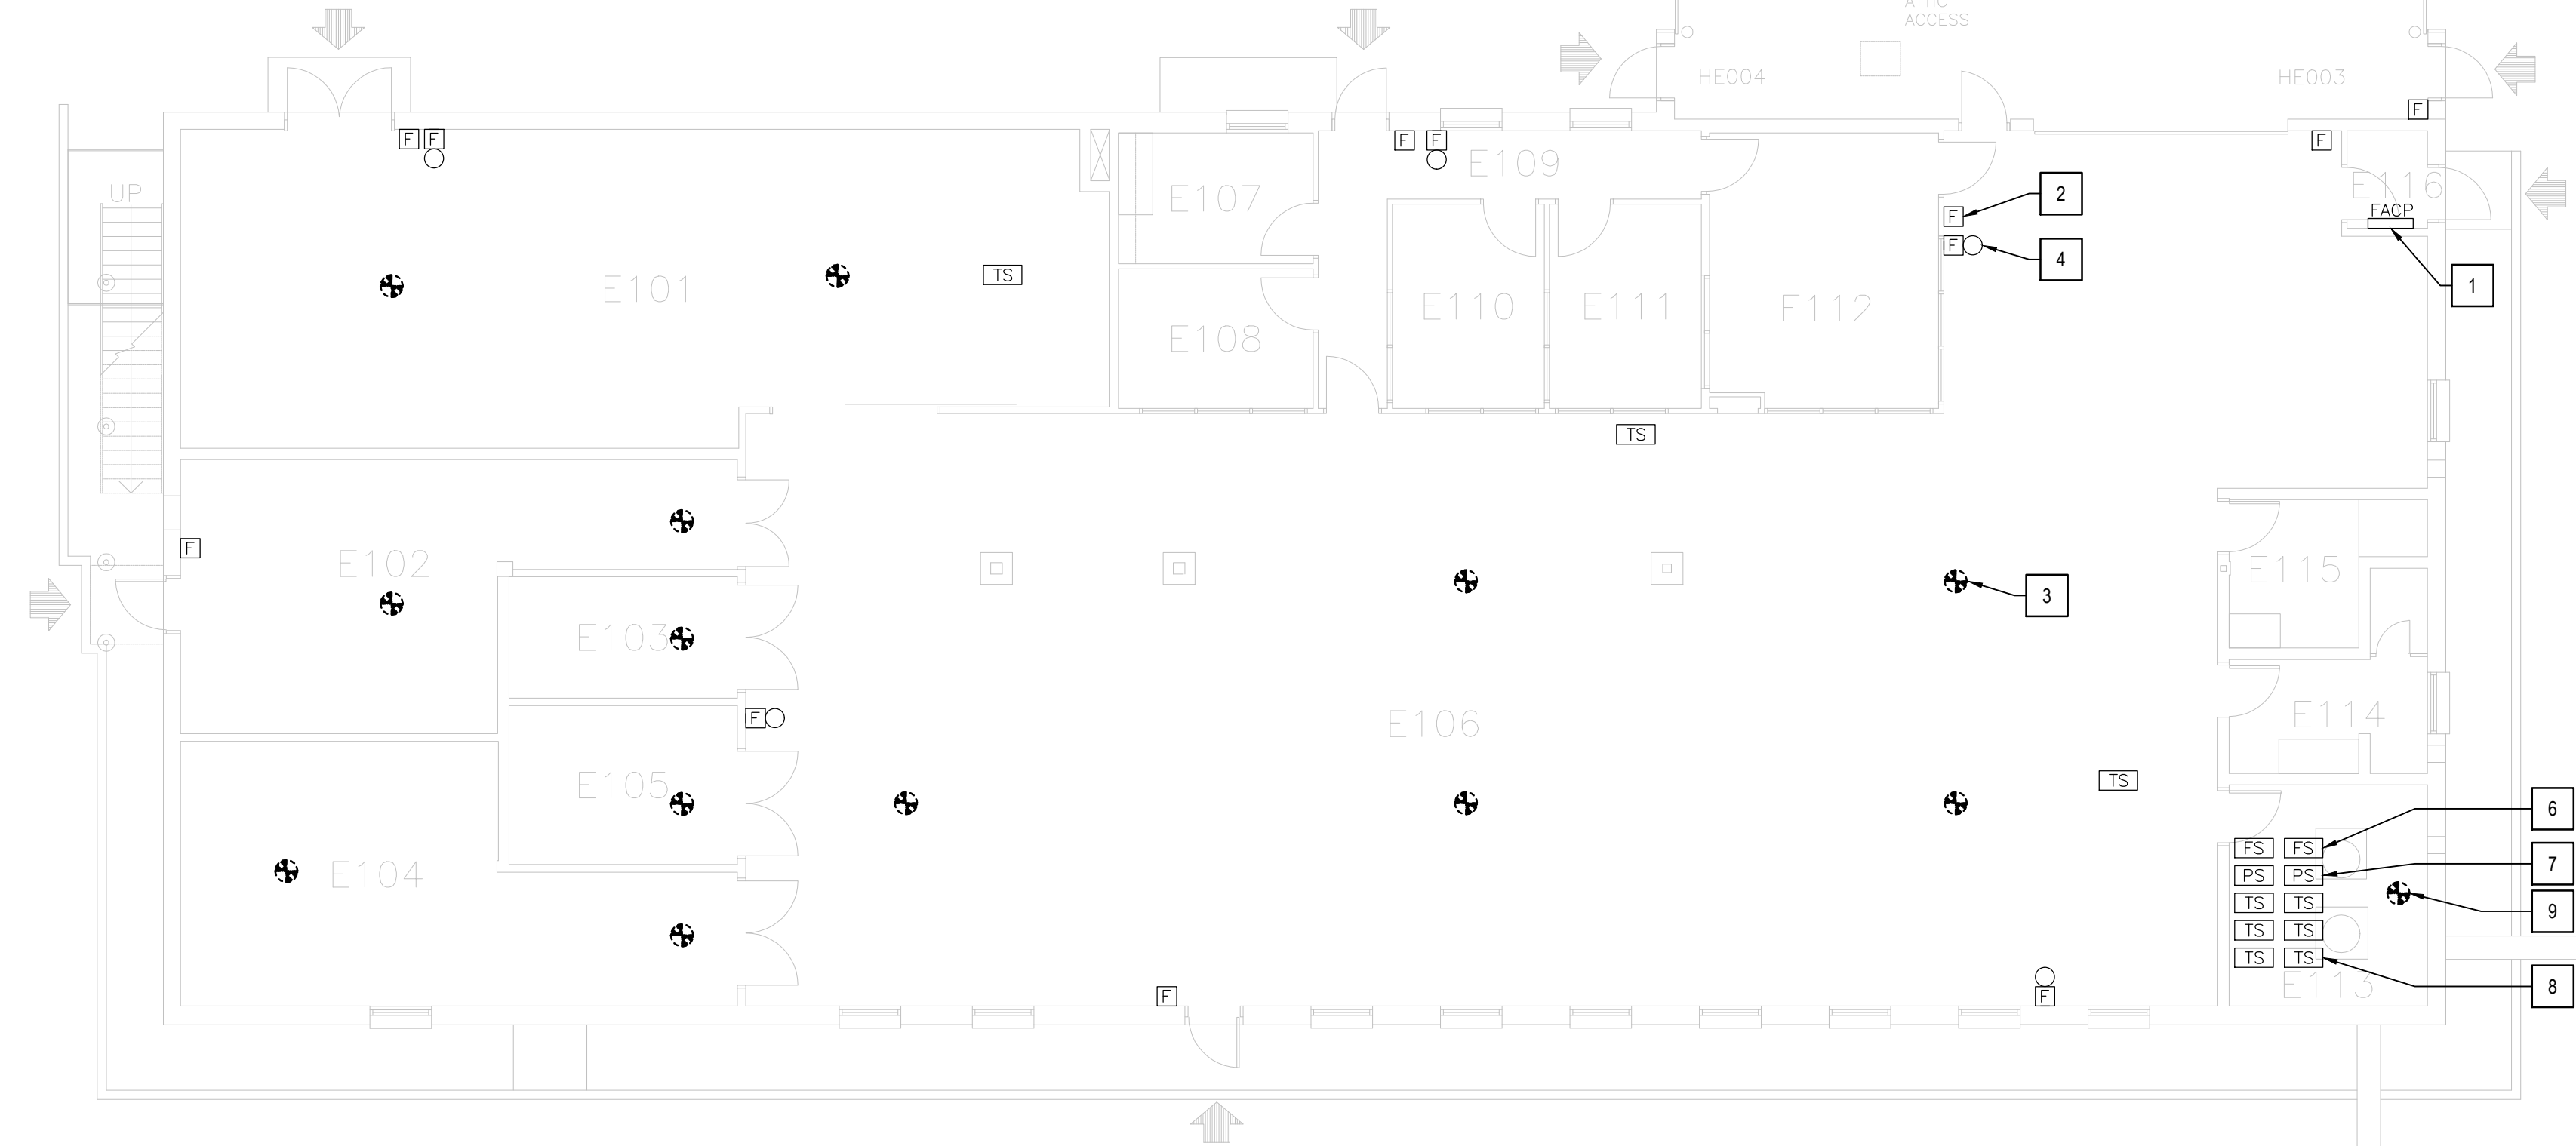 ATTIC
ACCESS
HE004
HE003
F
F
F
F
F
F
UP
E107
E109
E116
2
F
FACP
4
F
1
E101
TS
E110
E111
E112
E108
TS
F
E102
E115
3
E103
F
E106
E114
E105
TS
6
FS
FS
7
PS
PS
E104
TS
TS
9
TS
TS
TS
TS
8
E113
F
F